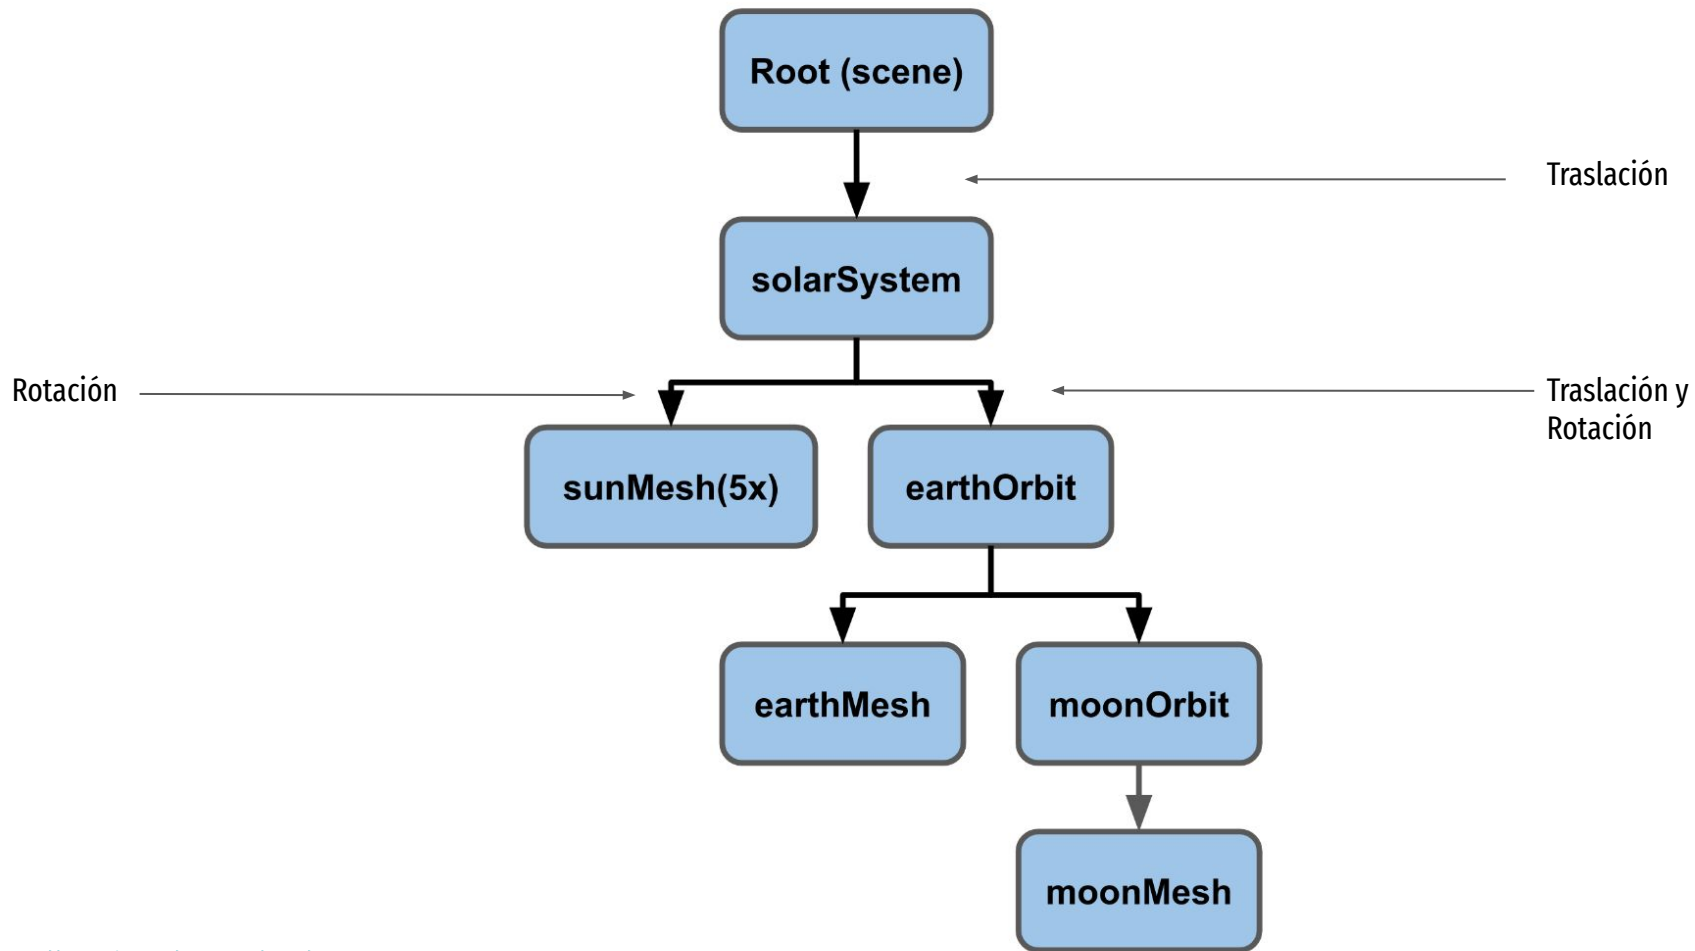 Root (scene)
Traslación
solarSystem
Rotación
Traslación y
Rotación
sunMesh(5x)
earthOrbit
earthMesh
moonOrbit
moonMesh